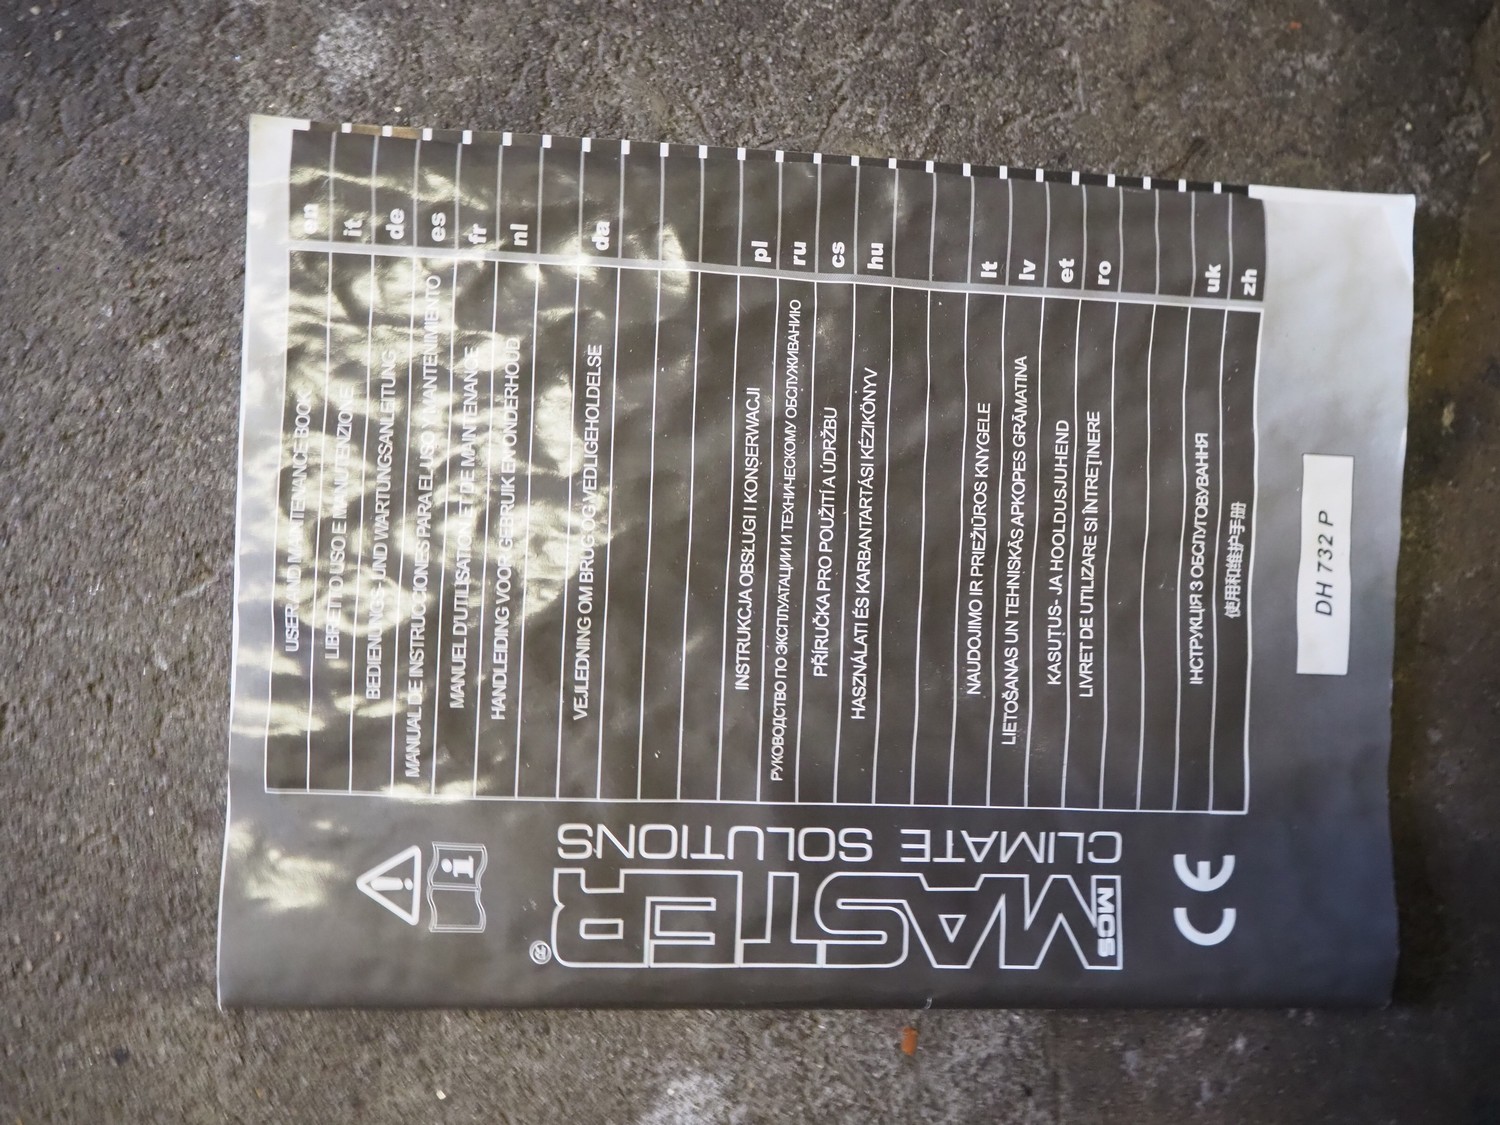 USER AND MAINTENANCE BOOK en
LIBRETTO USO E MANUTENZIONE it
BEDIENUNGS- UND WARTUNGSANLEITUNG de
MANUAL DE INSTRUCCIONES PARA EL USO Y MANTENIMIENTO es
MANUEL D'UTILISATION ET DE MAINTENANCE fr
HANDLEIDING VOOR GEBRUIK EN ONDERHOUD nl
VEJLEDNING OM BRUG OG VEDLIGEHOLDELSE da
INSTRUKCJA OBSŁUGI I KONSERWACJI pl
РУКОВОДСТВО ПО ЭКСПЛУАТАЦИИ И ТЕХНИЧЕСКОМУ ОБСЛУЖИВАНИЮ ru
PŘÍRUČKA PRO POUŽITÍ A ÚDRŽBU cs
HASZNÁLATI ÉS KARBANTARTÁSI KÉZIKÖNYV hu
NAUDOJIMO IR PRIEŽIŪROS KNYGELĖ lt
LIETOŠANAS UN TEHNISKĀS APKOPES GRĀMATIŅA lv
KASUTUS- JA HOOLDUSJUHEND et
LIVRET DE UTILIZARE SI ÎNTREŢINERE ro
ІНСТРУКЦІЯ З ОБСЛУГОВУВАННЯ uk
使用和维护手册 zh
DH 732 P
MCS
MASTER
CLIMATE SOLUTIONS
CE